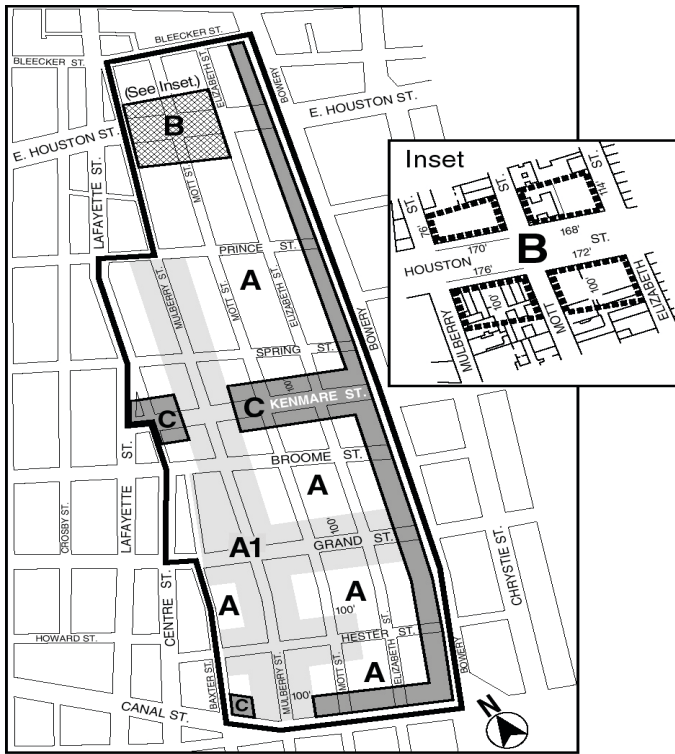 BLEECKER ST.
BLEECKER ST.
(See Inset.)
ELIZABETH ST.
BOWERY
E. HOUSTON ST.
B
E. HOUSTON ST.
LAFAYETTE ST.
MOTT ST.
PRINCE ST.
A
MULBERRY ST.
MOTT ST.
ELIZABETH ST.
SPRING ST.
BOWERY
100'
C
C
KENMARE ST.
BROOME ST.
LAFAYETTE ST.
CROSBY ST.
A
100'
A1
GRAND ST.
CHRYSTIE ST.
CENTRE ST.
A
A
100'
HOWARD ST.
HESTER ST.
BOWERY
BAXTER ST.
MULBERRY ST.
MOTT ST.
A
ELIZABETH
100'
C
CANAL ST.
N
Inset
ST.
14'
76'
170'
B
168'
ST.
HOUSTON
176'
172'
100'
100'
MULBERRY
MOTT
ELIZABETH